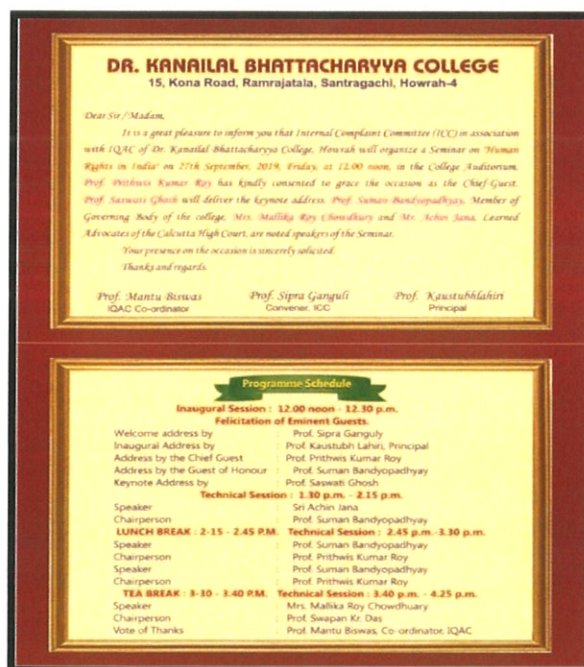 DR. KANAILAL BHATTACHARYYA COLLEGE
15, Kona Road, Ramrajatala, Santragachi, Howrah-4
Dear Sir / Madam,
It is a great pleasure to inform you that Internal Complaint Committee (ICC) in association
with IQAC of Dr. Kanailal Bhattacharyya College, Howrah will organize a Seminar on "Human
Rights in India" on 27th September, 2019, Friday, at 12.00 noon, in the College Auditorium.
Prof. Prithwis Kumar Roy has kindly consented to grace the occasion as the Chief-Guest.
Prof. Saswati Ghosh will deliver the keynote address. Prof. Suman Bandyopadhyay, Member of
Governing Body of the college, Mrs. Mallika Roy Chowdhury and Mr. Achin Jana, Learned
Advocates of the Calcutta High Court, are noted speakers of the Seminar.
Your presence on the occasion is sincerely solicited.
Thanks and regards.
Prof. Mantu Biswas Prof. Sipra Ganguli Prof. Kaustubhlahiri
IQAC Co-ordinator Convener, ICC Principal
Programme Schedule
Inaugural Session : 12.00 noon - 12.30 p.m.
Felicitation of Eminent Guests.
Welcome address by : Prof. Sipra Ganguly
Inaugural Address by : Prof. Kaustubh Lahiri, Principal
Address by the Chief Guest : Prof. Prithwis Kumar Roy
Address by the Guest of Honour : Prof. Suman Bandyopadhyay
Keynote Address by : Prof. Saswati Ghosh
Technical Session : 1.30 p.m. - 2.15 p.m.
Speaker : Sri Achin Jana
Chairperson : Prof. Suman Bandyopadhyay
LUNCH BREAK : 2-15 - 2.45 P.M. Technical Session : 2.45 p.m.-3.30 p.m.
Speaker : Prof. Suman Bandyopadhyay
Chairperson : Prof. Prithwis Kumar Roy
Speaker : Prof. Suman Bandyopadhyay
Chairperson : Prof. Prithwis Kumar Roy
TEA BREAK : 3-30 - 3.40 P.M. Technical Session : 3.40 p.m. - 4.25 p.m.
Speaker : Mrs. Mallika Roy Chowdhuary
Chairperson : Prof. Swapan Kr. Das
Vote of Thanks : Prof. Mantu Biswas, Co-ordinator, IQAC